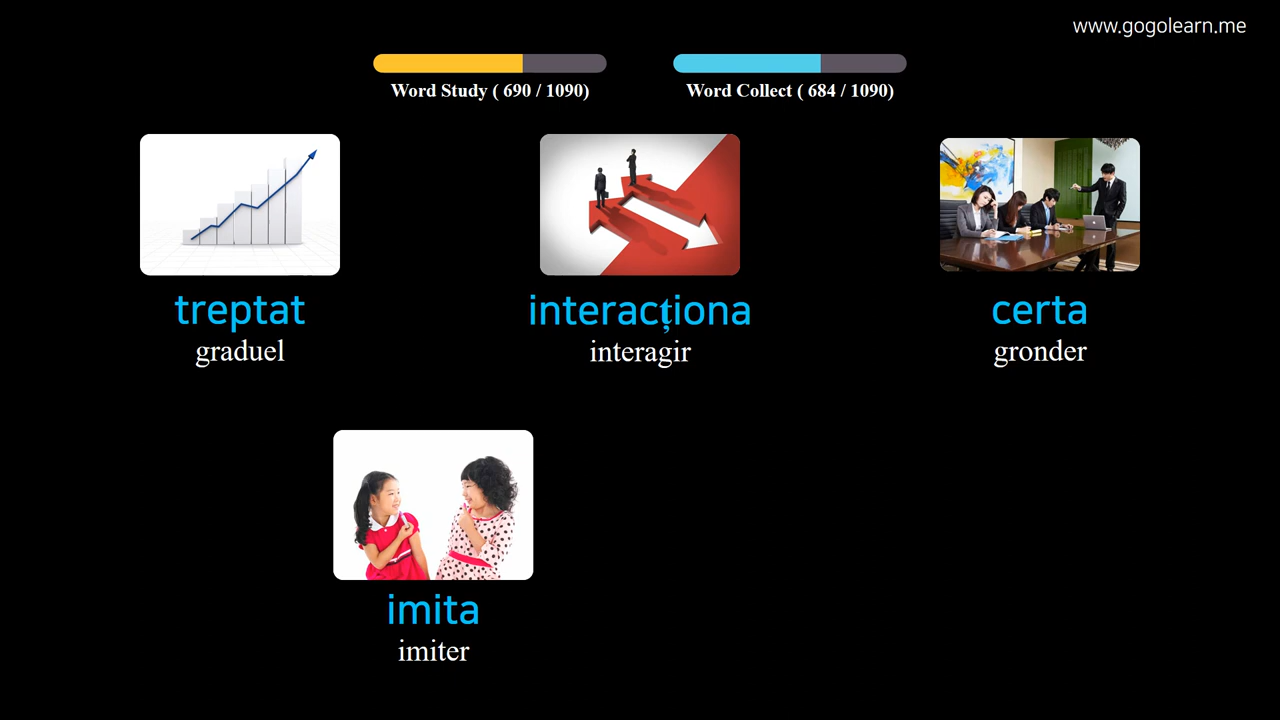 www.gogolearn.me
Word Study ( 690 / 1090)
Word Collect ( 684 / 1090)
treptat
graduel
interacționa
interagir
certa
gronder
imita
imiter